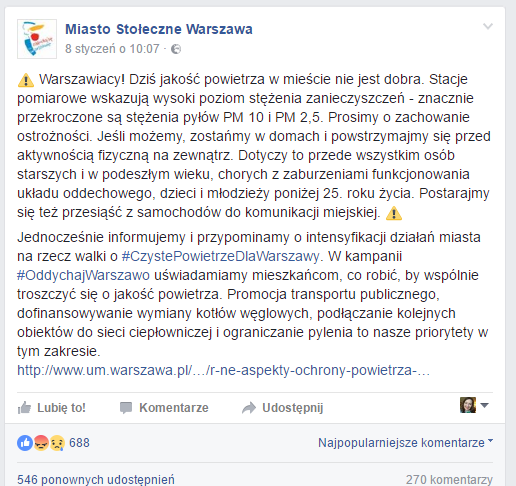 Miasto Stołeczne Warszawa
8 styczeń o 10:07 ·
⚠ Warszawiacy! Dziś jakość powietrza w mieście nie jest dobra. Stacje
pomiarowe wskazują wysoki poziom stężenia zanieczyszczeń - znacznie
przekroczone są stężenia pyłów PM 10 i PM 2,5. Prosimy o zachowanie
ostrożności. Jeśli możemy, zostańmy w domach i powstrzymajmy się przed
aktywnością fizyczną na zewnątrz. Dotyczy to przede wszystkim osób
starszych i w podeszłym wieku, chorych z zaburzeniami funkcjonowania
układu oddechowego, dzieci i młodzieży poniżej 25. roku życia. Postarajmy
się też przesiąść z samochodów do komunikacji miejskiej. ⚠
Jednocześnie informujemy i przypominamy o intensyfikacji działań miasta
na rzecz walki o #CzystePowietrzeDlaWarszawy. W kampanii
#OddychajWarszawo uświadamiamy mieszkańcom, co robić, by wspólnie
troszczyć się o jakość powietrza. Promocja transportu publicznego,
dofinansowywanie wymiany kotłów węglowych, podłączanie kolejnych
obiektów do sieci ciepłowniczej i ograniczanie pylenia to nasze priorytety w
tym zakresie.
http://www.um.warszawa.pl/…/r-ne-aspekty-ochrony-powietrza-…
Lubię to! Komentarze Udostępnij
688 Najpopularniejsze komentarze
546 ponownych udostępnień 270 komentarzy